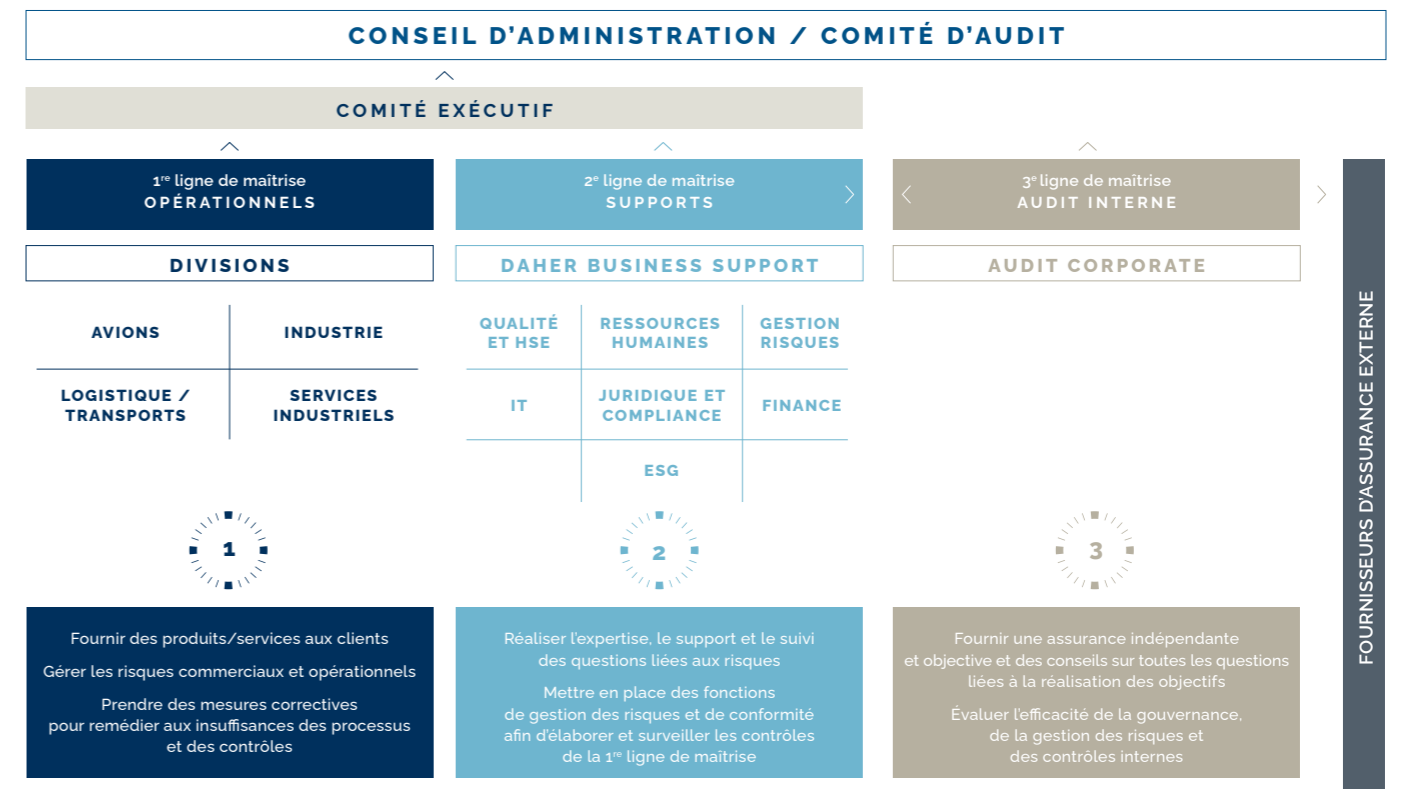 CONSEIL D’ADMINISTRATION / COMITÉ D’AUDIT
COMITÉ EXÉCUTIF
1re ligne de maîtrise
OPÉRATIONNELS
2e ligne de maîtrise
SUPPORTS
3e ligne de maîtrise
AUDIT INTERNE
DIVISIONS
DAHER BUSINESS SUPPORT
AUDIT CORPORATE
AVIONS
INDUSTRIE
LOGISTIQUE /
TRANSPORTS
SERVICES
INDUSTRIELS
QUALITÉ
ET HSE
RESSOURCES
HUMAINES
GESTION
RISQUES
IT
JURIDIQUE ET
COMPLIANCE
FINANCE
ESG
1
2
3
Fournir des produits/services aux clients
Gérer les risques commerciaux et opérationnels
Prendre des mesures correctives
pour remédier aux insuffisances des processus
et des contrôles
Réaliser l’expertise, le support et le suivi
des questions liées aux risques
Mettre en place des fonctions
de gestion des risques et de conformité
afin d’élaborer et surveiller les contrôles
de la 1re ligne de maîtrise
Fournir une assurance indépendante
et objective et des conseils sur toutes les questions
liées à la réalisation des objectifs
Évaluer l’efficacité de la gouvernance,
de la gestion des risques et
des contrôles internes
FOURNISSEURS D’ASSURANCE EXTERNE